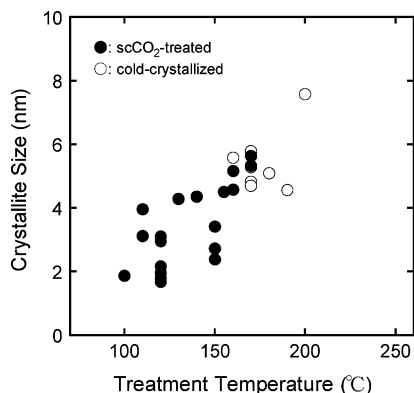 10
8
6
4
2
0
Crystallite Size (nm)
●: scCO₂-treated
○: cold-crystallized
100 150 200 250
Treatment Temperature (℃)